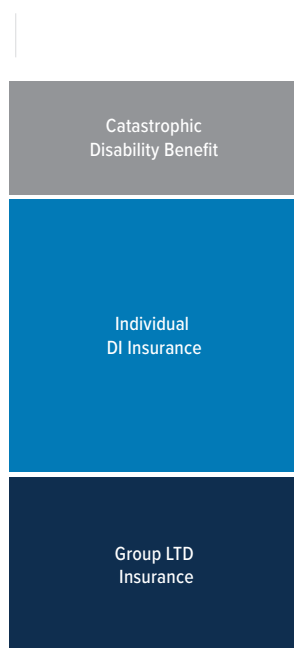 Catastrophic
Disability Benefit
Individual
DI Insurance
Group LTD
Insurance